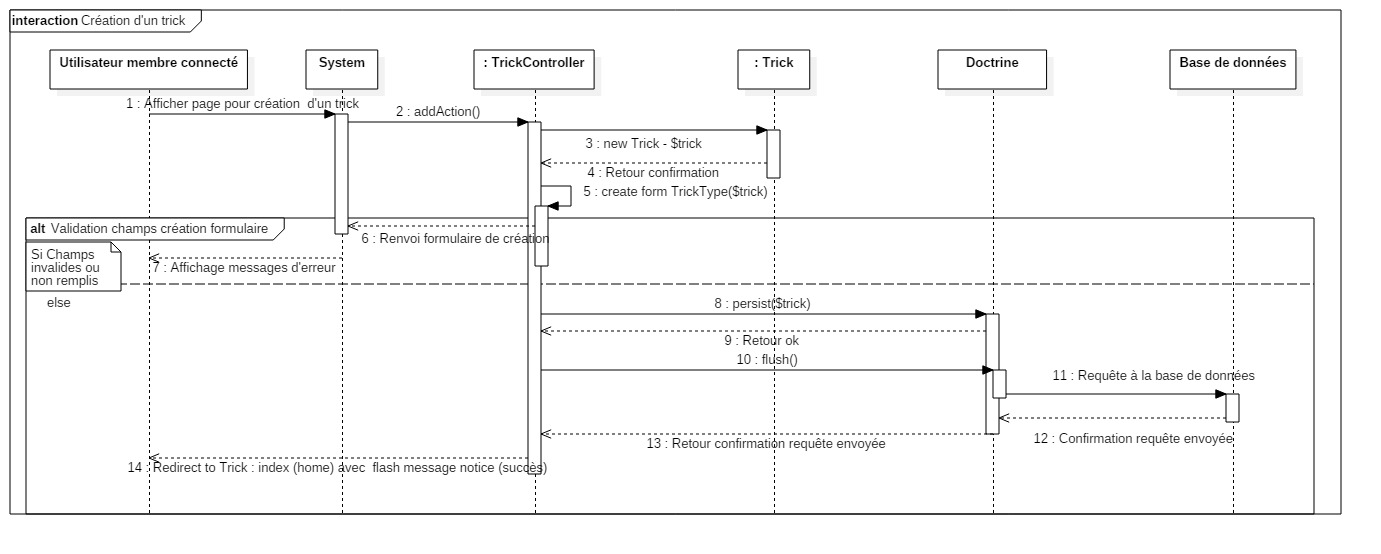 interaction Création d'un trick
Utilisateur membre connecté
System
: TrickController
: Trick
Doctrine
Base de données
1 : Afficher page pour création  d'un trick
2 : addAction()
3 : new Trick - $trick
4 : Retour confirmation
5 : create form TrickType($trick)
alt Validation champs création formulaire
6 : Renvoi formulaire de création
Si Champs
invalides ou
non remplis
7 : Affichage messages d'erreur
else
8 : persist($trick)
9 : Retour ok
10 : flush()
11 : Requête à la base de données
12 : Confirmation requête envoyée
13 : Retour confirmation requête envoyée
14 : Redirect to Trick : index (home) avec  flash message notice (succès)